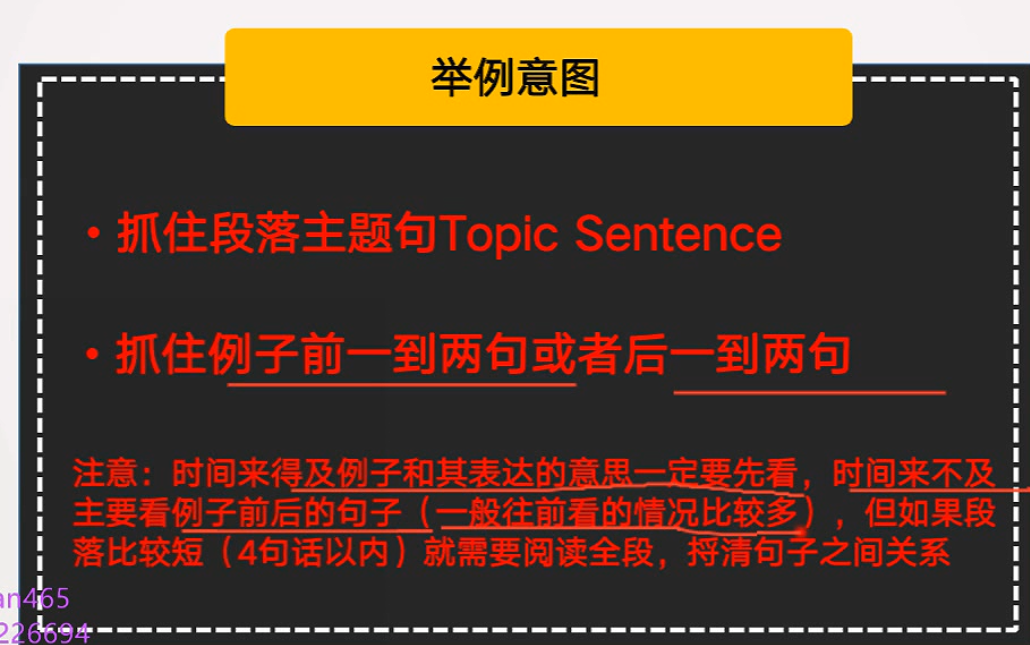 举例意图
• 抓住段落主题句Topic Sentence
• 抓住例子前一到两句或者后一到两句
注意：时间来得及例子和其表达的意思一定要先看，时间来不及
主要看例子前后的句子（一般往前看的情况比较多），但如果段
落比较短（4句话以内）就需要阅读全段，捋清句子之间关系
an465
226694